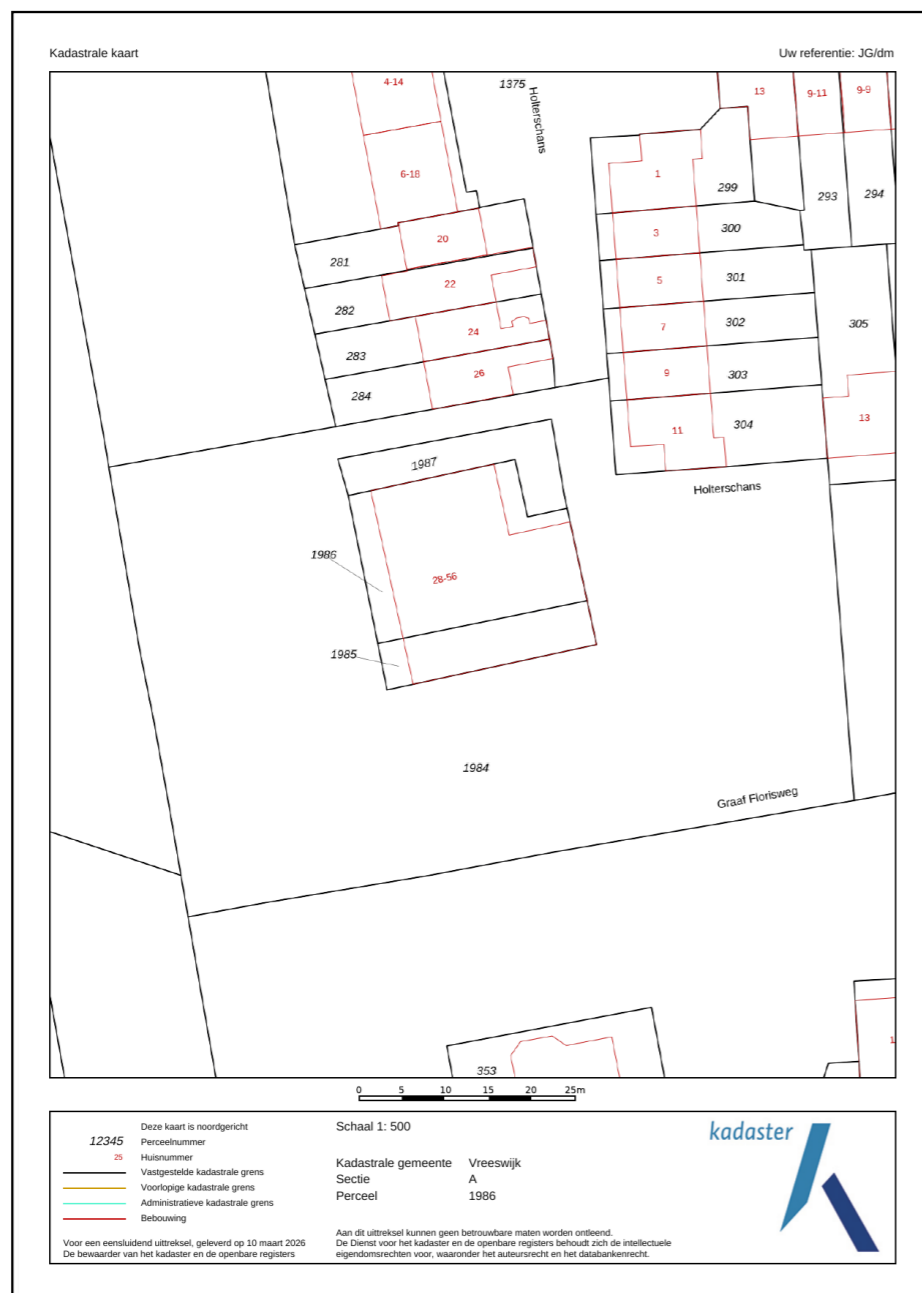 Kadastrale kaart
Uw referentie: JG/dm
4-14
1375
Holterschans
13
9-11
9-9
6-18
1
299
293
294
20
281
3
300
22
282
5
301
24
283
7
302
305
26
284
9
303
13
11
304
1987
Holterschans
1986
28-56
1985
1984
Graaf Florisweg
353
1
0 5 10 15 20 25m
Deze kaart is noordgericht
12345 Perceelnummer
25 Huisnummer
Vastgestelde kadastrale grens
Voorlopige kadastrale grens
Administratieve kadastrale grens
Bebouwing
Voor een eensluidend uittreksel, geleverd op 10 maart 2026
De bewaarder van het kadaster en de openbare registers
Schaal 1: 500
Kadastrale gemeente Vreeswijk
Sectie A
Perceel 1986
Aan dit uittreksel kunnen geen betrouwbare maten worden ontleend.
De Dienst voor het kadaster en de openbare registers behoudt zich de intellectuele
eigendomsrechten voor, waaronder het auteursrecht en het databankenrecht.
kadaster